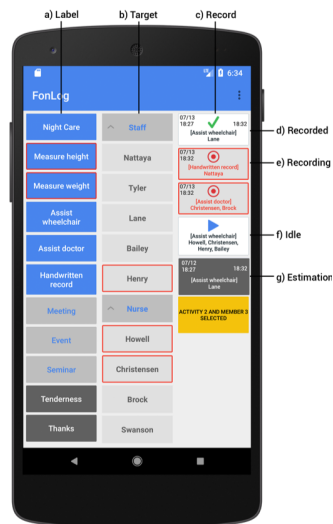 a) Label
b) Target
c) Record
6:34
FonLog
Night Care
Measure height
Measure weight
Assist
wheelchair
Assist doctor
Handwritten
record
Meeting
Event
Seminar
Tenderness
Thanks
Staff
Nattaya
Tyler
Lane
Bailey
Henry
Nurse
Howell
Christensen
Brock
Swanson
07/13
18:27 18:32
[Assist wheelchair]
Lane
07/13
18:32
[Handwritten record]
Nattaya
07/13
18:32
[Assist doctor]
Christensen, Brock
[Assist wheelchair]
Howell, Christensen,
Henry, Bailey
07/12
18:27 18:32
[Assist wheelchair]
Lane
ACTIVITY 2 AND MEMBER 3
SELECTED
d) Recorded
e) Recording
f) Idle
g) Estimation